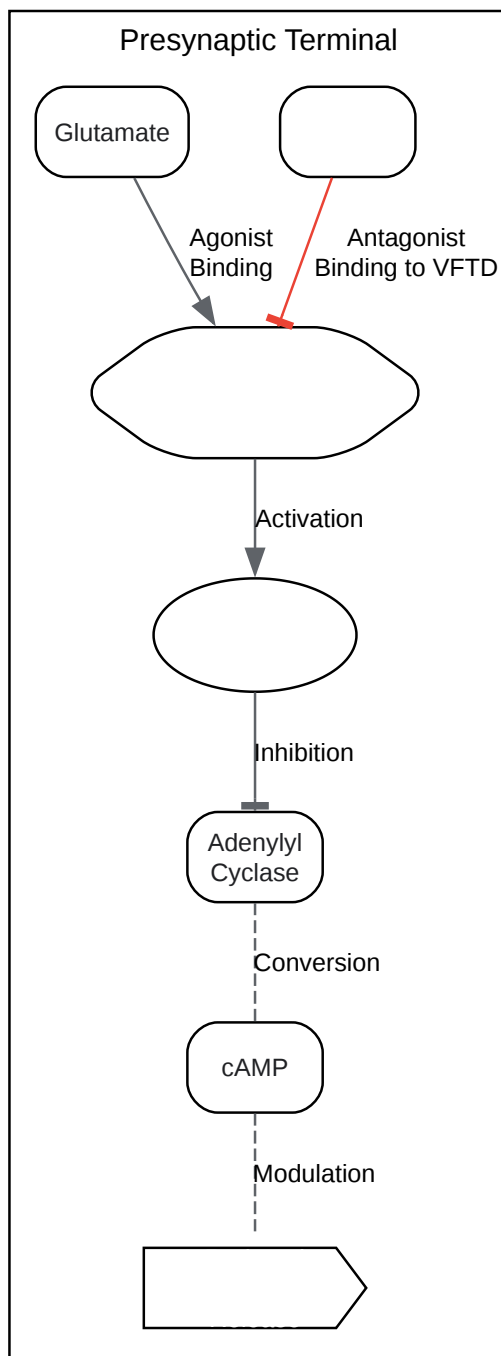 Presynaptic Terminal
Glutamate
Agonist
Binding
Antagonist
Binding to VFTD
Activation
Inhibition
Adenylyl
Cyclase
Conversion
cAMP
Modulation